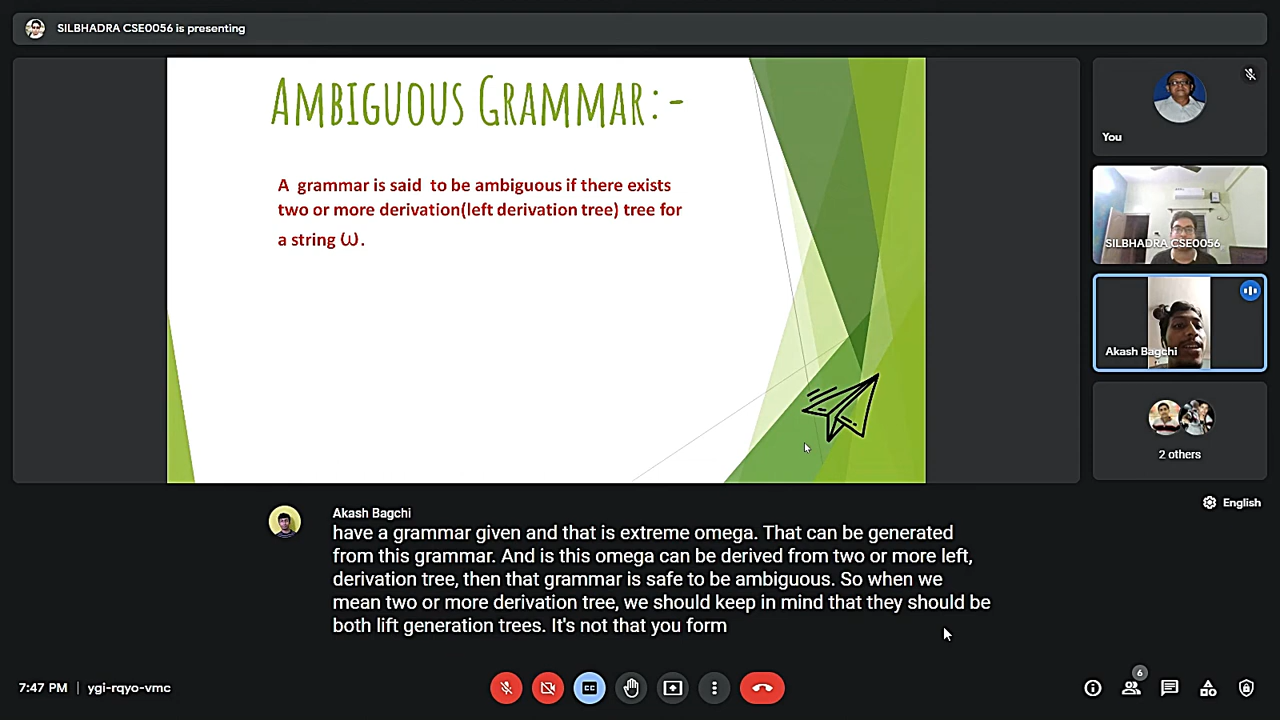 SILBHADRA CSE0056 is presenting
AMBIGUOUS GRAMMAR:-
A grammar is said to be ambiguous if there exists
two or more derivation(left derivation tree) tree for
a string ω.
You
SILBHADRA CSE0056
Akash Bagchi
2 others
English
Akash Bagchi
have a grammar given and that is extreme omega. That can be generated
from this grammar. And is this omega can be derived from two or more left,
derivation tree, then that grammar is safe to be ambiguous. So when we
mean two or more derivation tree, we should keep in mind that they should be
both lift generation trees. It's not that you form
7:47 PM | ygi-rqyo-vmc
CC
6